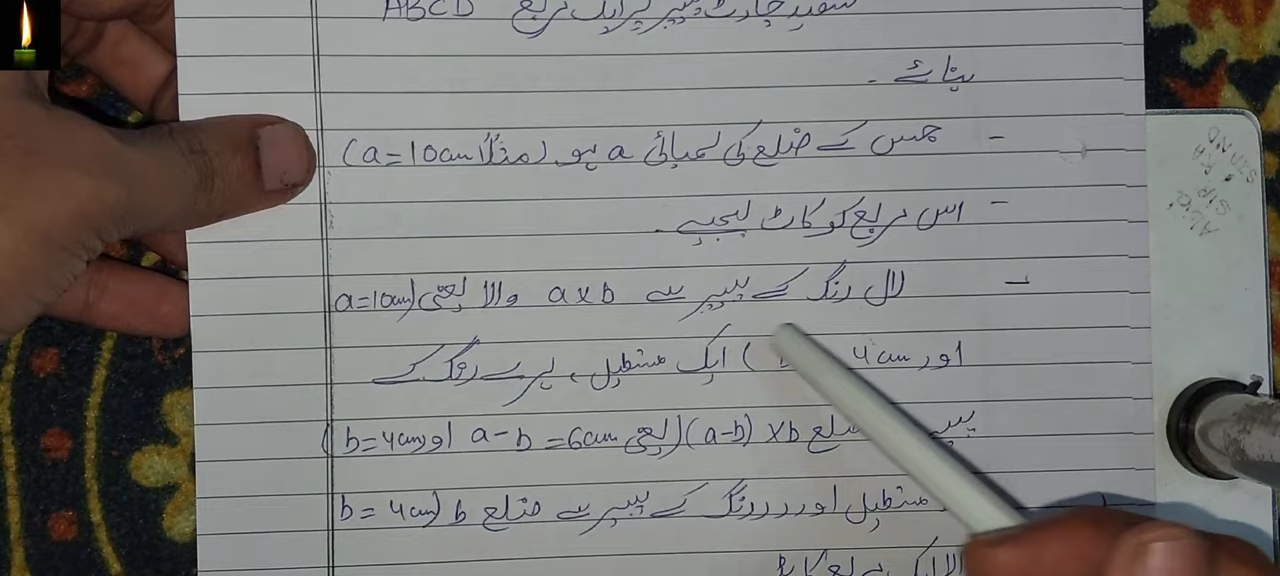 سفید چارٹ پیپر پر ایک مربع ABCD
بنائے ۔
- جس کے ضلع کی لمبائی a ہو (مثلاً a=10cm)
- اس مربع کو کاٹ لیجیے ۔
- لال رنگ کے پیپر سے a×b والا یعنی (a=10cm
اور 4cm) ایک مستطیل ، ہرے رنگ کے
ضلع (a-b)×b (یعنی a-b=6cm اور b=4cm)
مستطیل اور زرد رنگ کے پیپر سے ضلع b (b=4cm